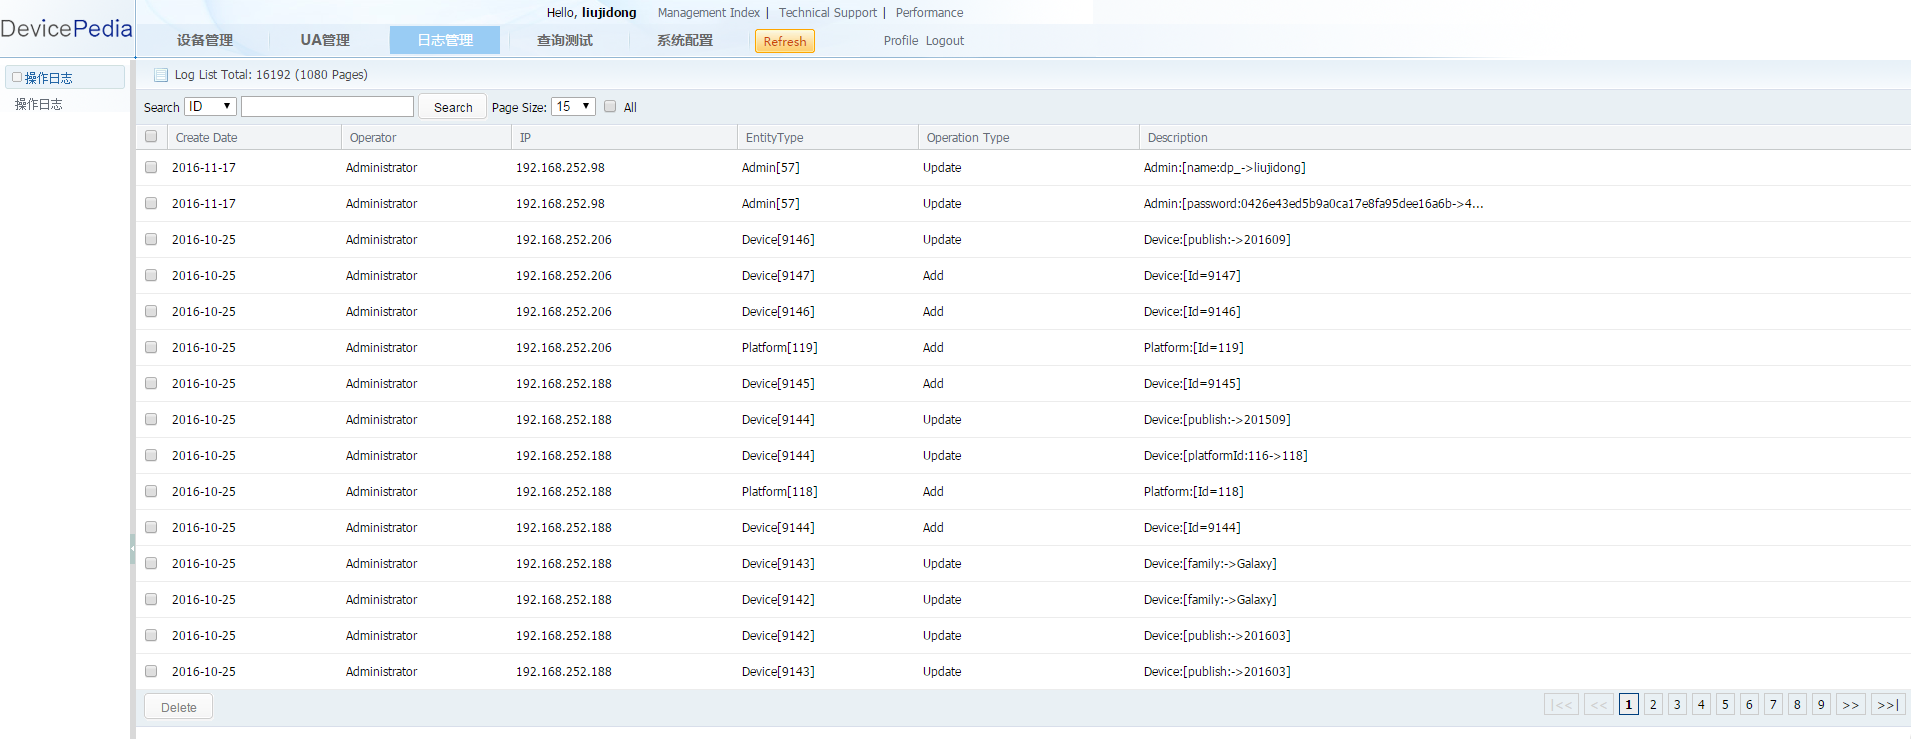 DevicePedia
Hello, liujidong Management Index | Technical Support | Performance
设备管理 UA管理 日志管理 查询测试 系统配置 Refresh Profile Logout
操作日志
操作日志
Log List Total: 16192 (1080 Pages)
Search ID Search Page Size: 15 All
Create Date Operator IP EntityType Operation Type Description
2016-11-17 Administrator 192.168.252.98 Admin[57] Update Admin:[name:dp_->liujidong]
2016-11-17 Administrator 192.168.252.98 Admin[57] Update Admin:[password:0426e43ed5b9a0ca17e8fa95dee16a6b->4...
2016-10-25 Administrator 192.168.252.206 Device[9146] Update Device:[publish:->201609]
2016-10-25 Administrator 192.168.252.206 Device[9147] Add Device:[Id=9147]
2016-10-25 Administrator 192.168.252.206 Device[9146] Add Device:[Id=9146]
2016-10-25 Administrator 192.168.252.206 Platform[119] Add Platform:[Id=119]
2016-10-25 Administrator 192.168.252.188 Device[9145] Add Device:[Id=9145]
2016-10-25 Administrator 192.168.252.188 Device[9144] Update Device:[publish:->201509]
2016-10-25 Administrator 192.168.252.188 Device[9144] Update Device:[platformId:116->118]
2016-10-25 Administrator 192.168.252.188 Platform[118] Add Platform:[Id=118]
2016-10-25 Administrator 192.168.252.188 Device[9144] Add Device:[Id=9144]
2016-10-25 Administrator 192.168.252.188 Device[9143] Update Device:[family:->Galaxy]
2016-10-25 Administrator 192.168.252.188 Device[9142] Update Device:[family:->Galaxy]
2016-10-25 Administrator 192.168.252.188 Device[9142] Update Device:[publish:->201603]
2016-10-25 Administrator 192.168.252.188 Device[9143] Update Device:[publish:->201603]
Delete |<< << 1 2 3 4 5 6 7 8 9 >> >>|